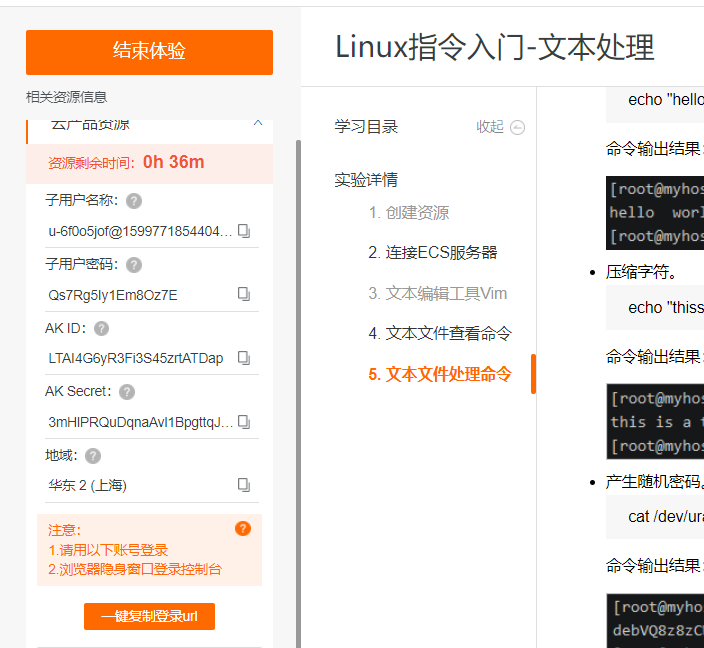 结束体验
相关资源信息
云产品资源
资源剩余时间: 0h 36m
子用户名称:
u-6f0o5jof@1599771854404...
子用户密码:
Qs7Rg5Iy1Em8Oz7E
AK ID:
LTAI4G6yR3Fi3S45zrtATDap
AK Secret:
3mHIPRQuDqnaAvI1BpgttqJ...
地域:
华东 2 (上海)
注意:
1.请用以下账号登录
2.浏览器隐身窗口登录控制台
一键复制登录url
Linux指令入门-文本处理
学习目录
收起
实验详情
1. 创建资源
2. 连接ECS服务器
3. 文本编辑工具Vim
4. 文本文件查看命令
5. 文本文件处理命令
echo "hello
命令输出结果:
[root@myhos
hello worl
[root@myhos
压缩字符。
echo "thiss
命令输出结果:
[root@myhos
this is a t
[root@myhos
产生随机密码。
cat /dev/ura
命令输出结果:
[root@myho
debVQ8z8zC